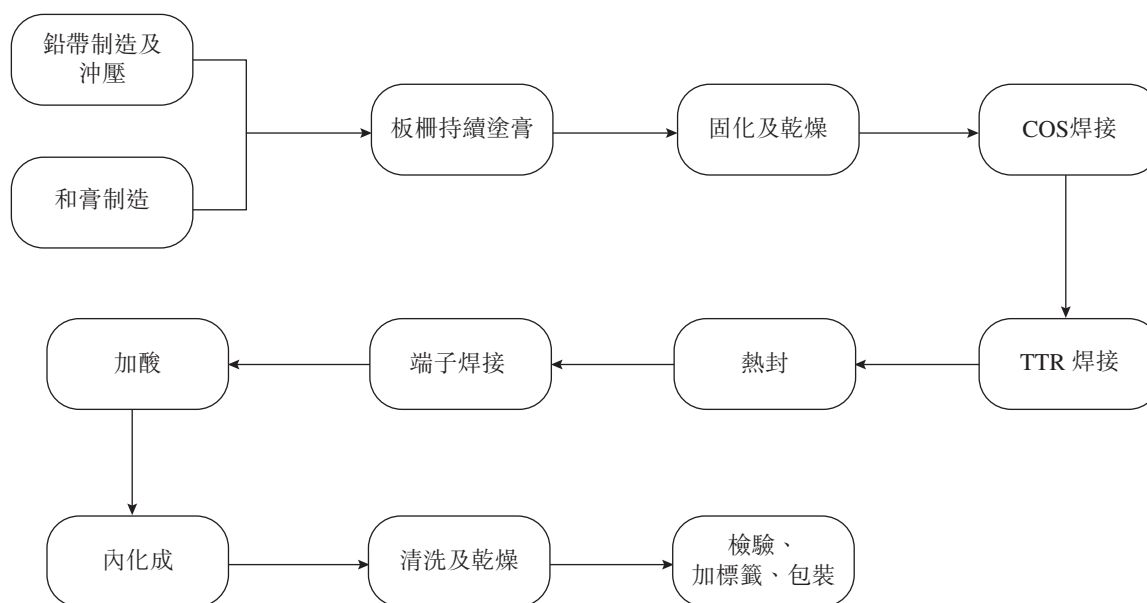 鉛帶制造及
沖壓
和膏制造
板柵持續塗膏
固化及乾燥
COS焊接
TTR 焊接
熱封
端子焊接
加酸
內化成
清洗及乾燥
檢驗、
加標籤、包裝